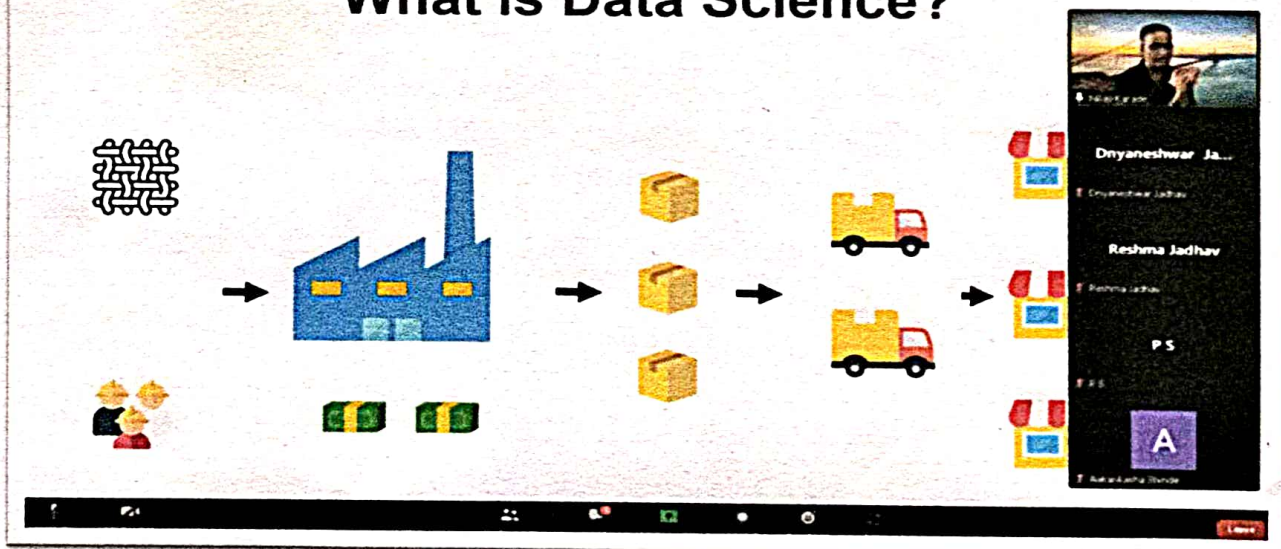 What is Data Science?
Dnyaneshwar Ja...
Dnyaneshwar Jadhav
Reshma Jadhav
Reshma Jadhav
P S
P S
A
Leave